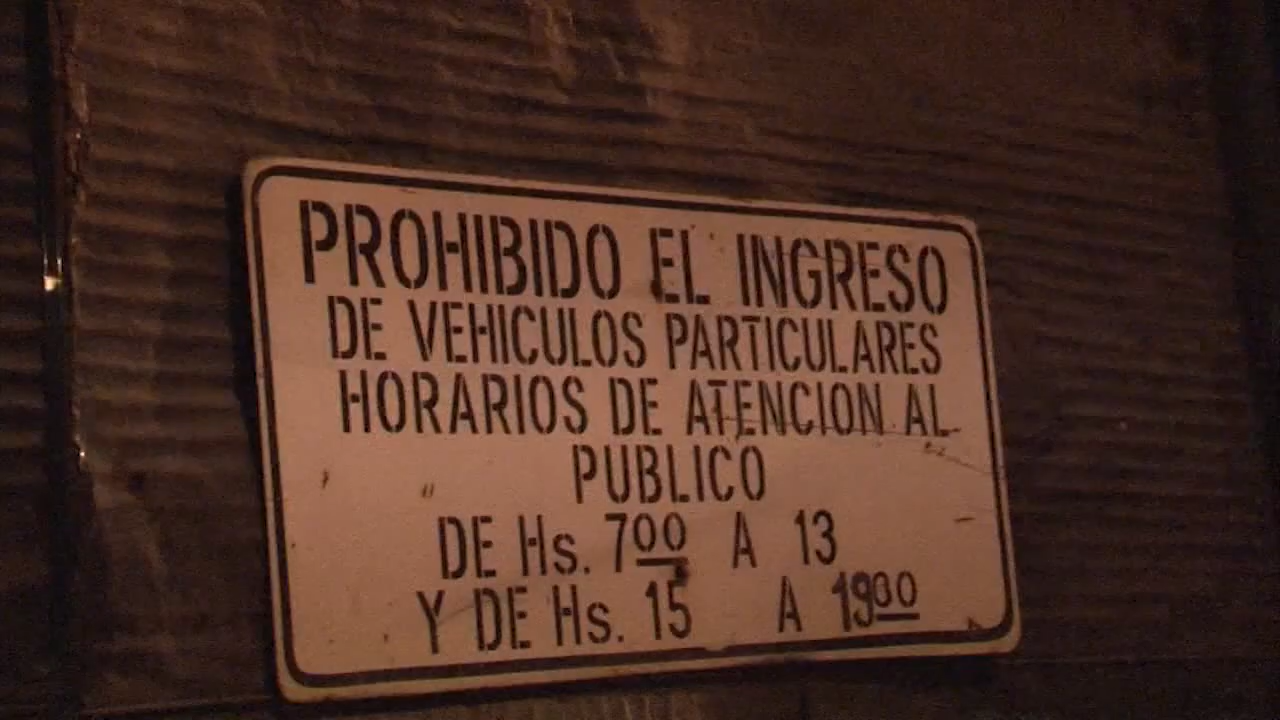 PROHIBIDO EL INGRESO
DE VEHICULOS PARTICULARES
HORARIOS DE ATENCION AL
PUBLICO
DE Hs. 700 A 13
Y DE Hs. 15 A 1900